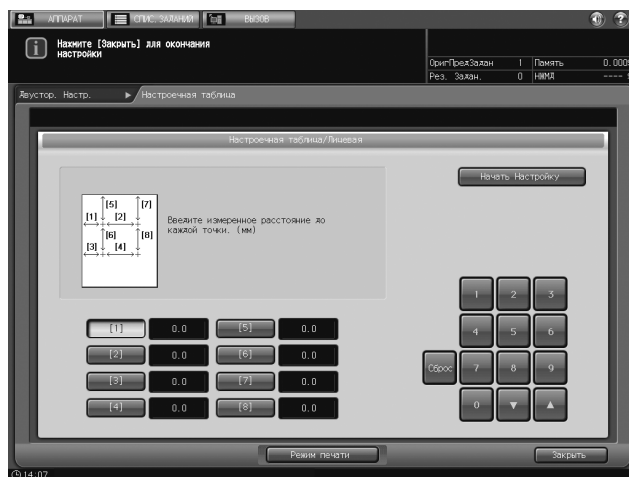 АППАРАТ
СПИС. ЗАДАНИЙ
ВЫЗОВ
Нажмите [Закрыть] для окончания
настройки
ОригПредЗадан 1 Память 0.000%
Рез. Задан. 0 НЖМД ----
Двустор. Настр. ► Настроечная таблица
Настроечная таблица/Лицевая
Начать Настройку
[5] [7]
[1] [2]
[6] [8]
[3] [4]
Введите измеренное расстояние до
каждой точки. (мм)
[1] 0.0 [5] 0.0
[2] 0.0 [6] 0.0
[3] 0.0 [7] 0.0
[4] 0.0 [8] 0.0
1 2 3
4 5 6
Сброс 7 8 9
0 ▼ ▲
Режим печати
Закрыть
14:07